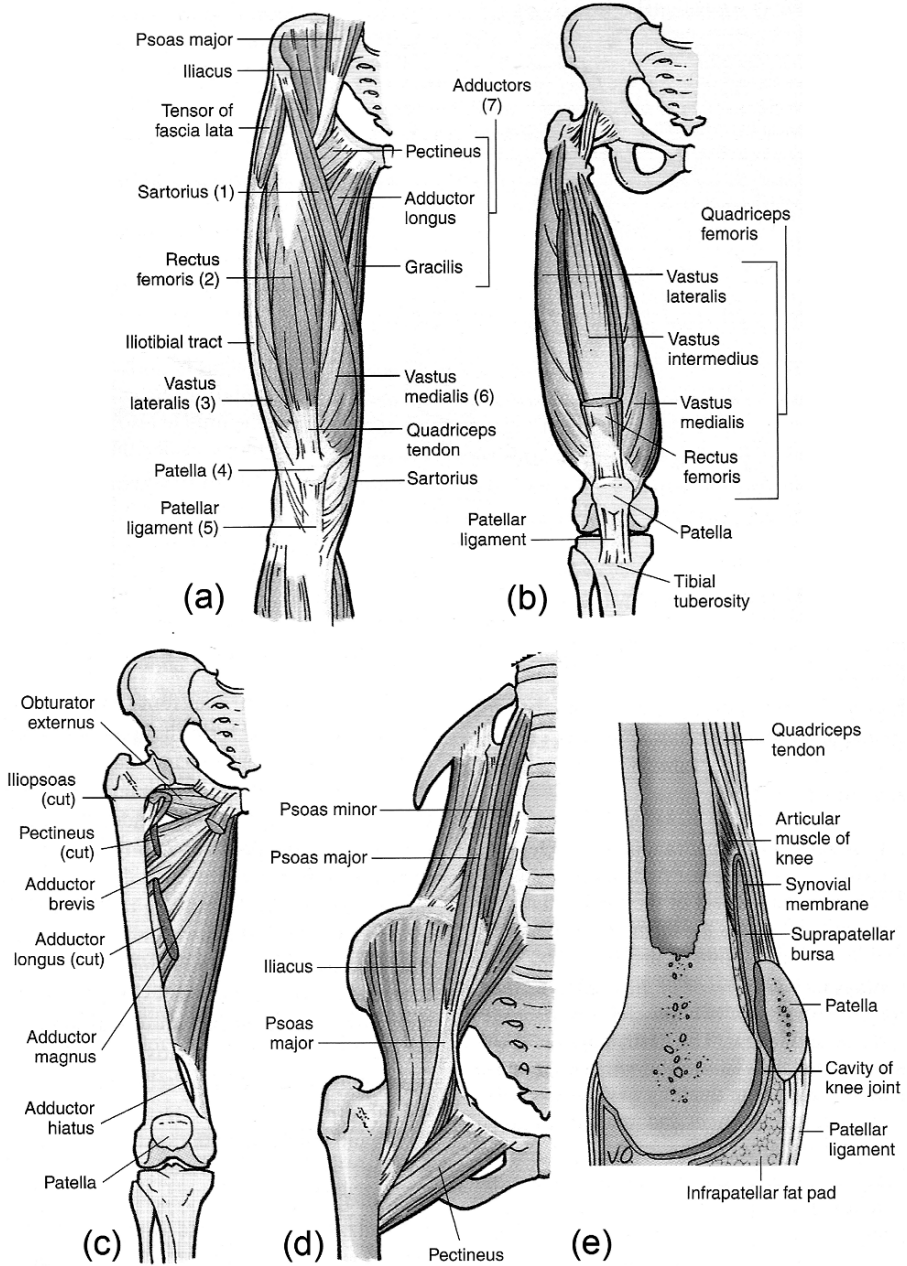 Psoas major
Iliacus
Tensor of
fascia lata
Sartorius (1)
Rectus
femoris (2)
Iliotibial tract
Vastus
lateralis (3)
Patella (4)
Patellar
ligament (5)
Adductors
(7)
Pectineus
Adductor
longus
Gracilis
Vastus
medialis (6)
Quadriceps
tendon
Sartorius
(a)
Quadriceps
femoris
Vastus
lateralis
Vastus
intermedius
Vastus
medialis
Rectus
femoris
Patellar
ligament
Patella
Tibial
tuberosity
(b)
Obturator
externus
Iliopsoas
(cut)
Pectineus
(cut)
Adductor
brevis
Adductor
longus (cut)
Adductor
magnus
Adductor
hiatus
Patella
(c)
Psoas minor
Psoas major
Iliacus
Psoas
major
Pectineus
(d)
Quadriceps
tendon
Articular
muscle of
knee
Synovial
membrane
Suprapatellar
bursa
Patella
Cavity of
knee joint
Patellar
ligament
V.O.
Infrapatellar fat pad
(e)